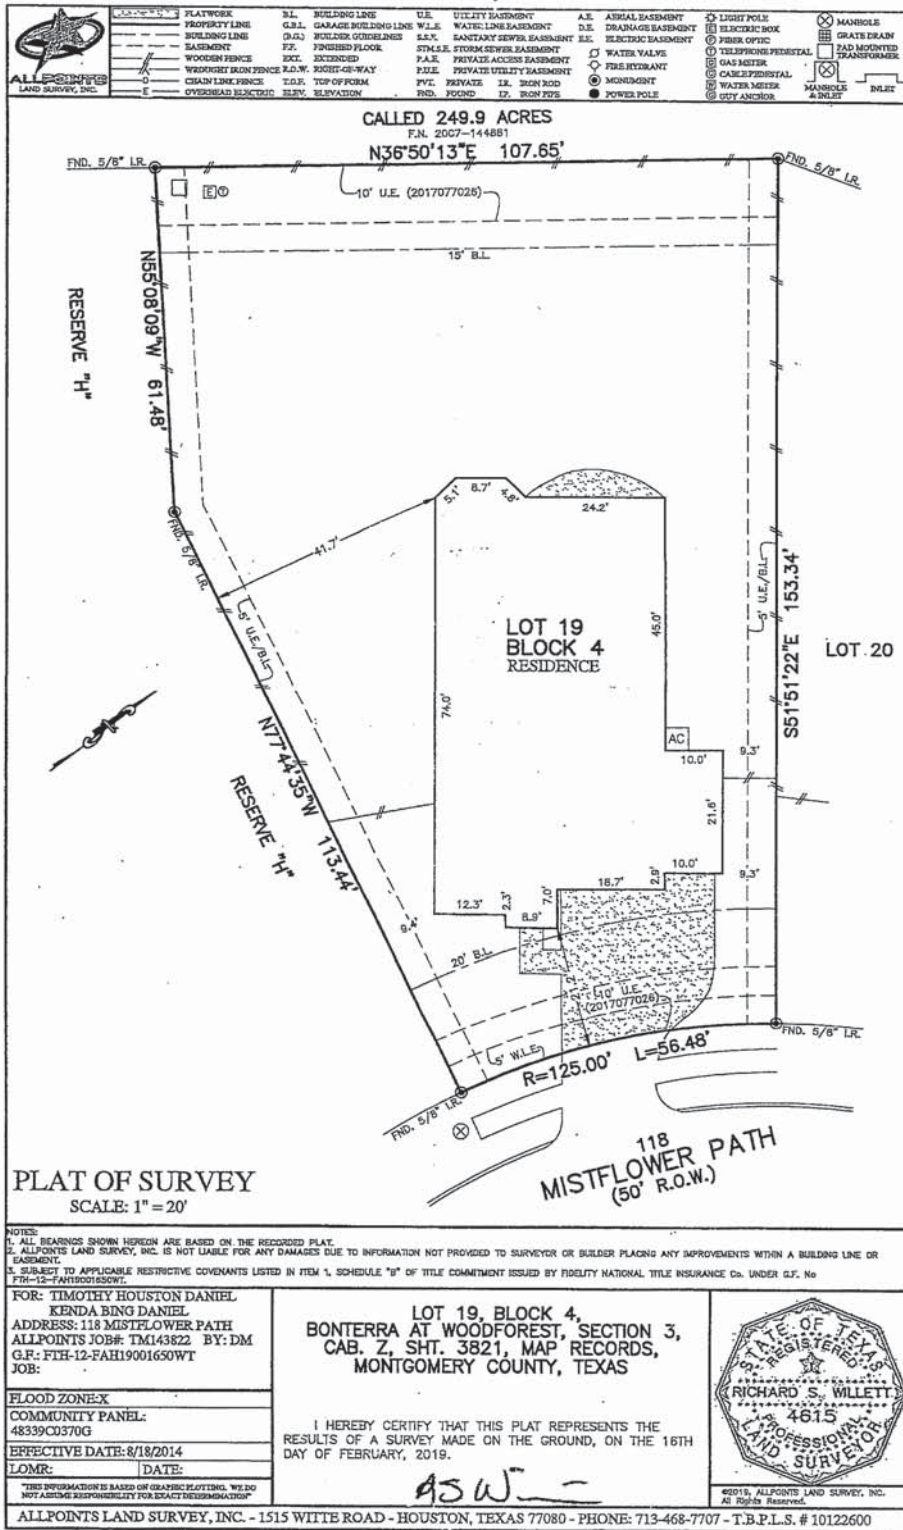 ALLPOINTS
LAND SURVEY, INC.
FLATWORK
PROPERTY LINE
BUILDING LINE
EASEMENT
WOODEN FENCE
WROUGHT IRON FENCE
CHAIN LINK FENCE
E OVERHEAD ELECTRIC
B.L. BUILDING LINE
G.B.L. GARAGE BUILDING LINE
(B.G.) BUILDER GUIDELINES
F.F. FINISHED FLOOR
EXT. EXTENDED
R.O.W. RIGHT-OF-WAY
T.O.F. TOP OF FORM
ELEV. ELEVATION
U.E. UTILITY EASEMENT
W.L.E. WATER LINE EASEMENT
S.S.E. SANITARY SEWER EASEMENT
STM.S.E. STORM SEWER EASEMENT
P.A.E. PRIVATE ACCESS EASEMENT
P.U.E. PRIVATE UTILITY EASEMENT
PVT. PRIVATE I.R. IRON ROD
FND. FOUND I.P. IRON PIPE
A.E. AERIAL EASEMENT
D.E. DRAINAGE EASEMENT
E.E. ELECTRIC EASEMENT
WATER VALVE
FIRE HYDRANT
MONUMENT
POWER POLE
LIGHT POLE
E ELECTRIC BOX
FIBER OPTIC
T TELEPHONE PEDESTAL
G GAS METER
C CABLE PEDESTAL
W WATER METER
GUY ANCHOR
MANHOLE
GRATE DRAIN
PAD MOUNTED
TRANSFORMER
MANHOLE
& INLET
INLET
CALLED 249.9 ACRES
F.N. 2007-144881
N36°50'13"E 107.65'
FND. 5/8" I.R.
FND. 5/8" I.R.
E T
10' U.E. (2017077026)
15' B.L.
N55°08'09"W 61.48'
RESERVE "H"
5.1'
8.7'
4.8'
24.2'
FND. 5/8" I.R.
41.7'
5' U.E./B.L.
5' U.E./B.L.
S51°51'22"E 153.34'
LOT 19
BLOCK 4
RESIDENCE
45.0'
LOT 20
74.0'
AC
10.0'
9.3'
N77°44'35"W 113.44'
RESERVE "H"
21.6'
10.0'
9.3'
2.9'
18.7'
7.0'
12.3'
2.3'
8.9'
9.4'
20' B.L.
10' U.E.
(2017077026)
5' W.L.E.
FND. 5/8" I.R.
R=125.00' L=56.48'
FND. 5/8" I.R.
118
MISTFLOWER PATH
(50' R.O.W.)
PLAT OF SURVEY
SCALE: 1" = 20'
NOTES:
1. ALL BEARINGS SHOWN HEREON ARE BASED ON THE RECORDED PLAT.
2. ALLPOINTS LAND SURVEY, INC. IS NOT LIABLE FOR ANY DAMAGES DUE TO INFORMATION NOT PROVIDED TO SURVEYOR OR BUILDER PLACING ANY IMPROVEMENTS WITHIN A BUILDING LINE OR
EASEMENT.
3. SUBJECT TO APPLICABLE RESTRICTIVE COVENANTS LISTED IN ITEM 1, SCHEDULE "B" OF TITLE COMMITMENT ISSUED BY FIDELITY NATIONAL TITLE INSURANCE Co. UNDER G.F. No
FTH-12-FAH19001650WT.
FOR: TIMOTHY HOUSTON DANIEL
KENDA BING DANIEL
ADDRESS: 118 MISTFLOWER PATH
ALLPOINTS JOB#: TM143822 BY: DM
G.F.: FTH-12-FAH19001650WT
JOB:
FLOOD ZONE:X
COMMUNITY PANEL:
48339C0370G
EFFECTIVE DATE: 8/18/2014
LOMR: DATE:
"THIS INFORMATION IS BASED ON GRAPHIC PLOTTING. WE DO
NOT ASSUME RESPONSIBILITY FOR EXACT DETERMINATION"
LOT 19, BLOCK 4,
BONTERRA AT WOODFOREST, SECTION 3,
CAB. Z, SHT. 3821, MAP RECORDS,
MONTGOMERY COUNTY, TEXAS
I HEREBY CERTIFY THAT THIS PLAT REPRESENTS THE
RESULTS OF A SURVEY MADE ON THE GROUND, ON THE 16TH
DAY OF FEBRUARY, 2019.
STATE OF TEXAS
REGISTERED
RICHARD S. WILLETT
4615
PROFESSIONAL
LAND SURVEYOR
©2019, ALLPOINTS LAND SURVEY, INC.
All Rights Reserved.
ALLPOINTS LAND SURVEY, INC. - 1515 WITTE ROAD - HOUSTON, TEXAS 77080 - PHONE: 713-468-7707 - T.B.P.L.S. # 10122600